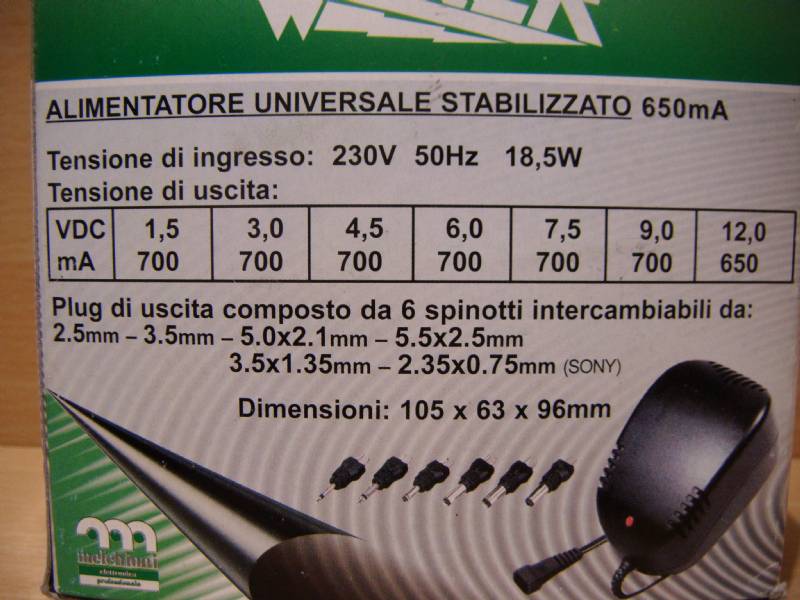 ALIMENTATORE UNIVERSALE STABILIZZATO 650mA
Tensione di ingresso: 230V 50Hz 18,5W
Tensione di uscita:
VDC 1,5 3,0 4,5 6,0 7,5 9,0 12,0
mA 700 700 700 700 700 700 650
Plug di uscita composto da 6 spinotti intercambiabili da:
2.5mm – 3.5mm – 5.0x2.1mm – 5.5x2.5mm
3.5x1.35mm – 2.35x0.75mm (SONY)
Dimensioni: 105 x 63 x 96mm
melchioni
elettronica
professionale